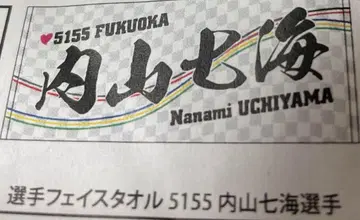 ♥5155 FUKUOKA
内山七海
Nanami UCHIYAMA
選手フェイスタオル 5155 内山七海選手